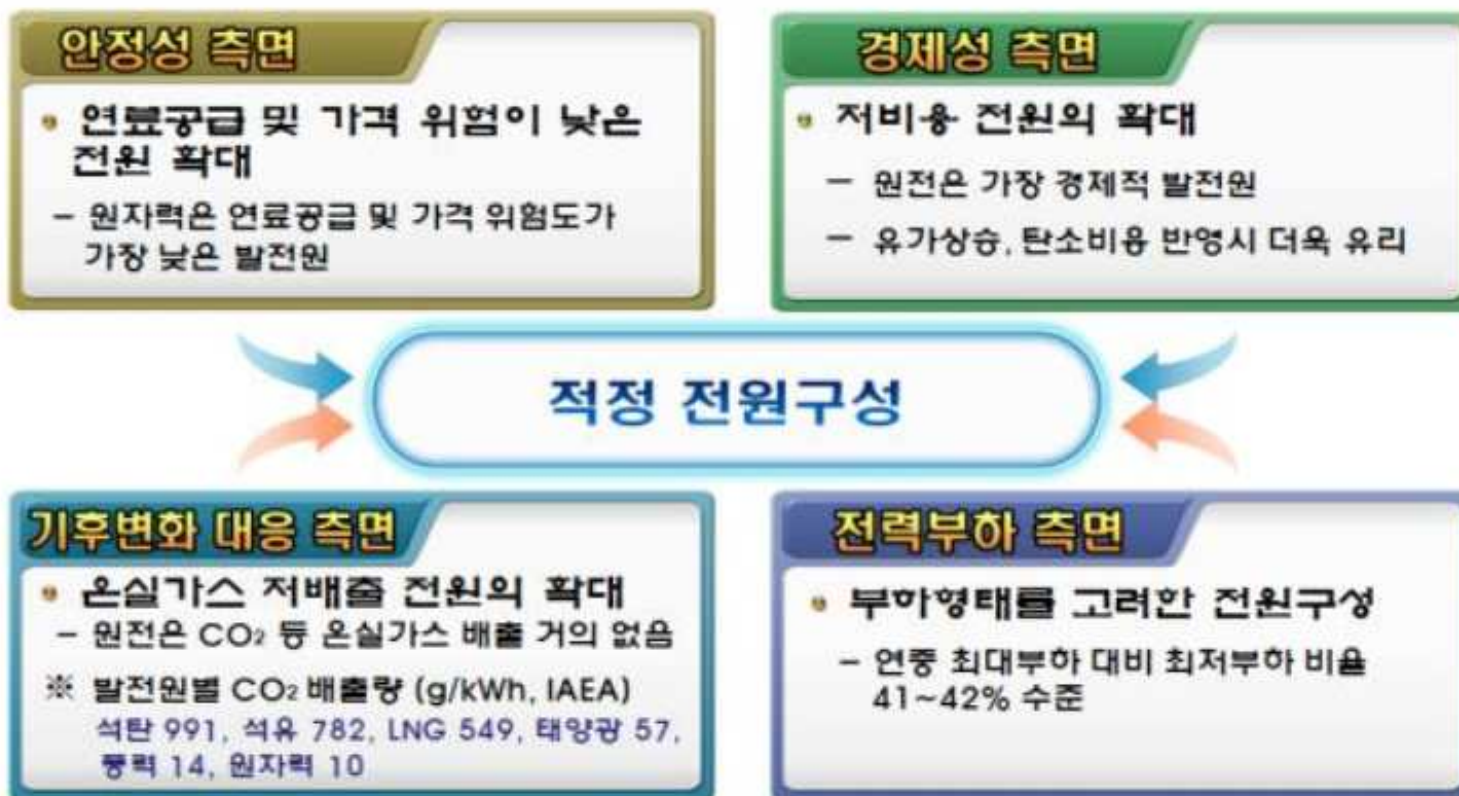 안정성 측면
• 연료공급 및 가격 위험이 낮은
전원 확대
– 원자력은 연료공급 및 가격 위험도가
가장 낮은 발전원
경제성 측면
• 저비용 전원의 확대
– 원전은 가장 경제적 발전원
– 유가상승, 탄소비용 반영시 더욱 유리
적정 전원구성
기후변화 대응 측면
• 온실가스 저배출 전원의 확대
– 원전은 CO₂ 등 온실가스 배출 거의 없음
※ 발전원별 CO₂ 배출량 (g/kWh, IAEA)
석탄 991, 석유 782, LNG 549, 태양광 57,
풍력 14, 원자력 10
전력부하 측면
• 부하형태를 고려한 전원구성
– 연중 최대부하 대비 최저부하 비율
41~42% 수준